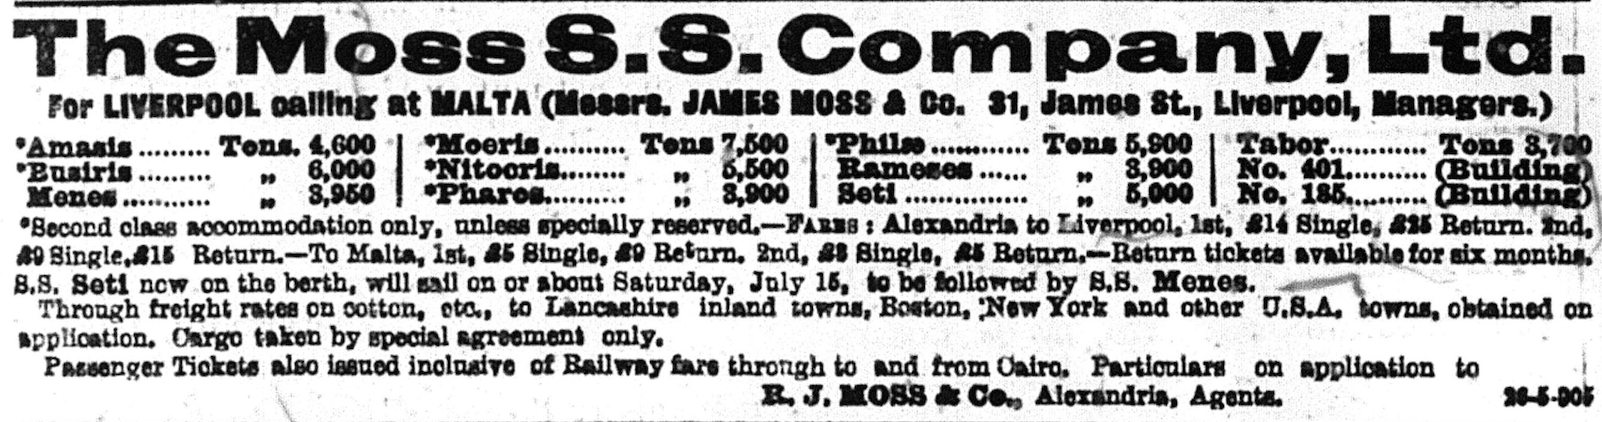 The Moss S.S. Company, Ltd.
For LIVERPOOL calling at MALTA (Messrs. JAMES MOSS & Co. 31, James St., Liverpool, Managers.)
*Amasis ......... Tons. 4,600 | *Moeris.......... Tons 7,500 | *Philae ............ Tons 5,900 | Tabor............ Tons 3,700
*Busiris ......... „ 6,000 | *Nitocris........ „ 5,500 | Rameses ...... „ 3,900 | No. 401.......... (Building)
Menes ........... „ 3,950 | *Pharos.......... „ 3,900 | Seti ............... „ 5,000 | No. 185.......... (Building)
*Second class accommodation only, unless specially reserved.—FARES : Alexandria to Liverpool, 1st, £14 Single, £25 Return. 2nd,
£9 Single, £15 Return.—To Malta, 1st, £5 Single, £9 Return. 2nd, £3 Single, £5 Return.—Return tickets available for six months.
S.S. Seti now on the berth, will sail on or about Saturday, July 15, to be followed by S.S. Menes.
Through freight rates on cotton, etc., to Lancashire inland towns, Boston, New York and other U.S.A. towns, obtained on
application. Cargo taken by special agreement only.
Passenger Tickets also issued inclusive of Railway fare through to and from Cairo. Particulars on application to
R. J. MOSS & Co., Alexandria, Agents. 26-5-905